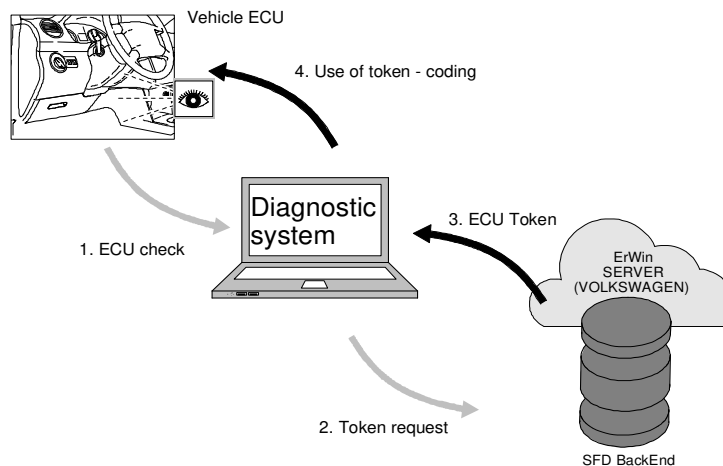 Vehicle ECU
4. Use of token - coding
Diagnostic
system
3. ECU Token
1. ECU check
ErWin
SERVER
(VOLKSWAGEN)
2. Token request
SFD BackEnd